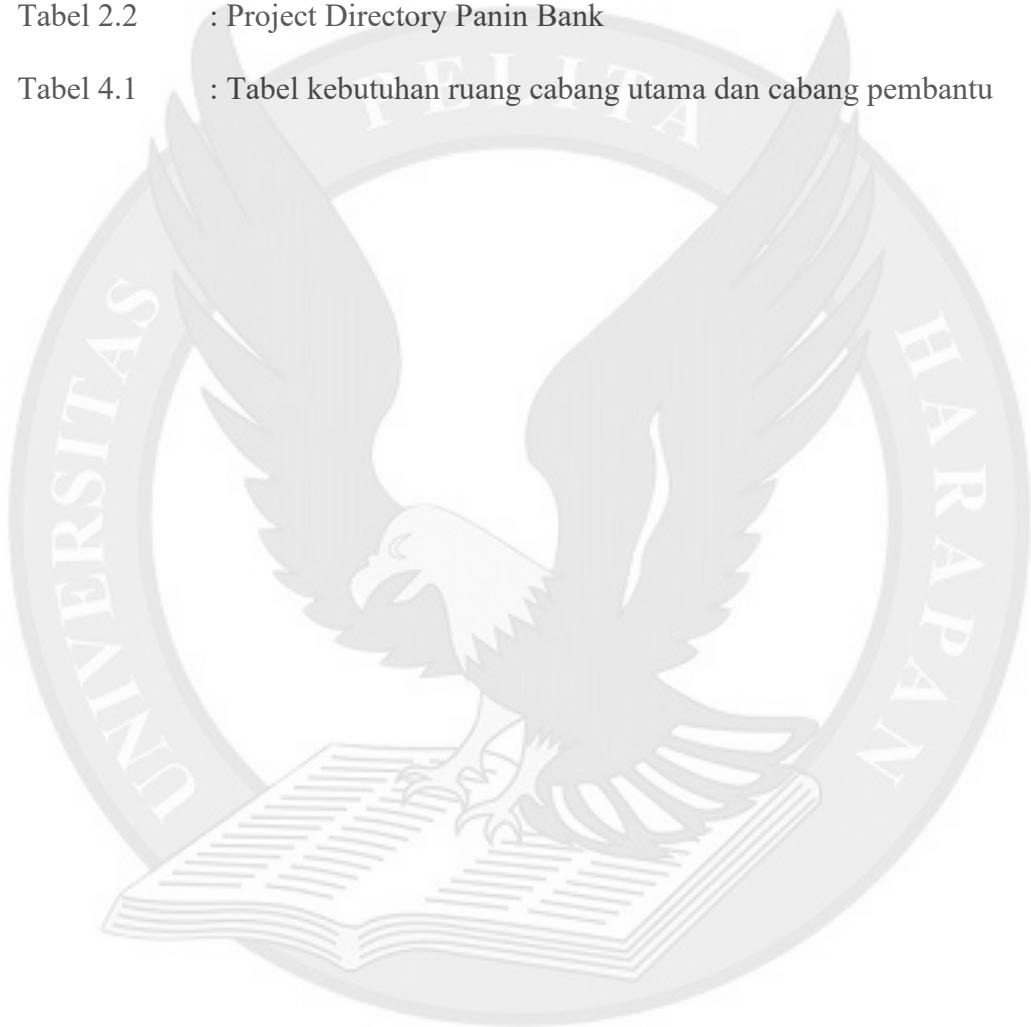 Tabel 2.2 : Project Directory Panin Bank
Tabel 4.1 : Tabel kebutuhan ruang cabang utama dan cabang pembantu
UNIVERSITAS PELITA HARAPAN